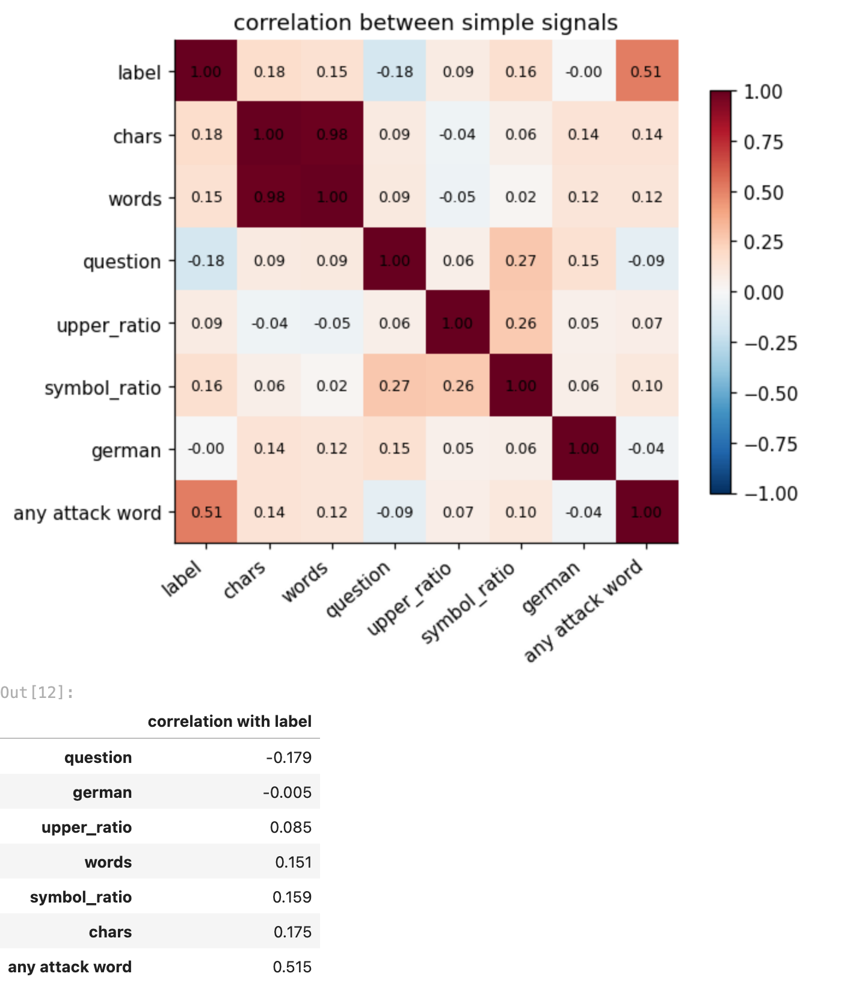 correlation between simple signals
label 1.00 0.18 0.15 -0.18 0.09 0.16 -0.00 0.51
chars 0.18 1.00 0.98 0.09 -0.04 0.06 0.14 0.14
words 0.15 0.98 1.00 0.09 -0.05 0.02 0.12 0.12
question -0.18 0.09 0.09 1.00 0.06 0.27 0.15 -0.09
upper_ratio 0.09 -0.04 -0.05 0.06 1.00 0.26 0.05 0.07
symbol_ratio 0.16 0.06 0.02 0.27 0.26 1.00 0.06 0.10
german -0.00 0.14 0.12 0.15 0.05 0.06 1.00 -0.04
any attack word 0.51 0.14 0.12 -0.09 0.07 0.10 -0.04 1.00
label chars words question upper_ratio symbol_ratio german any attack word
1.00
0.75
0.50
0.25
0.00
−0.25
−0.50
−0.75
−1.00
Out[12]:
correlation with label
question -0.179
german -0.005
upper_ratio 0.085
words 0.151
symbol_ratio 0.159
chars 0.175
any attack word 0.515